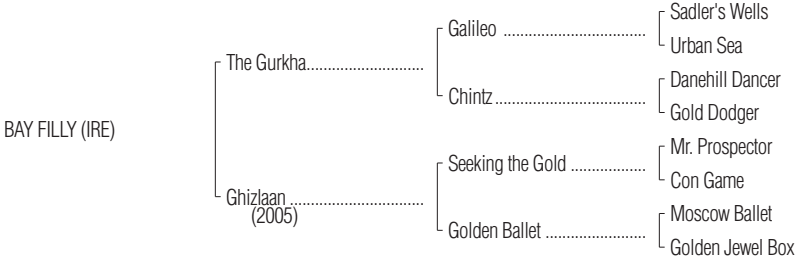 Sadler's Wells
Galileo ................................
Urban Sea
The Gurkha..........................
Danehill Dancer
Chintz..................................
Gold Dodger
BAY FILLY (IRE)
Mr. Prospector
Seeking the Gold .................
Con Game
Ghizlaan ..............................
(2005)
Moscow Ballet
Golden Ballet .......................
Golden Jewel Box